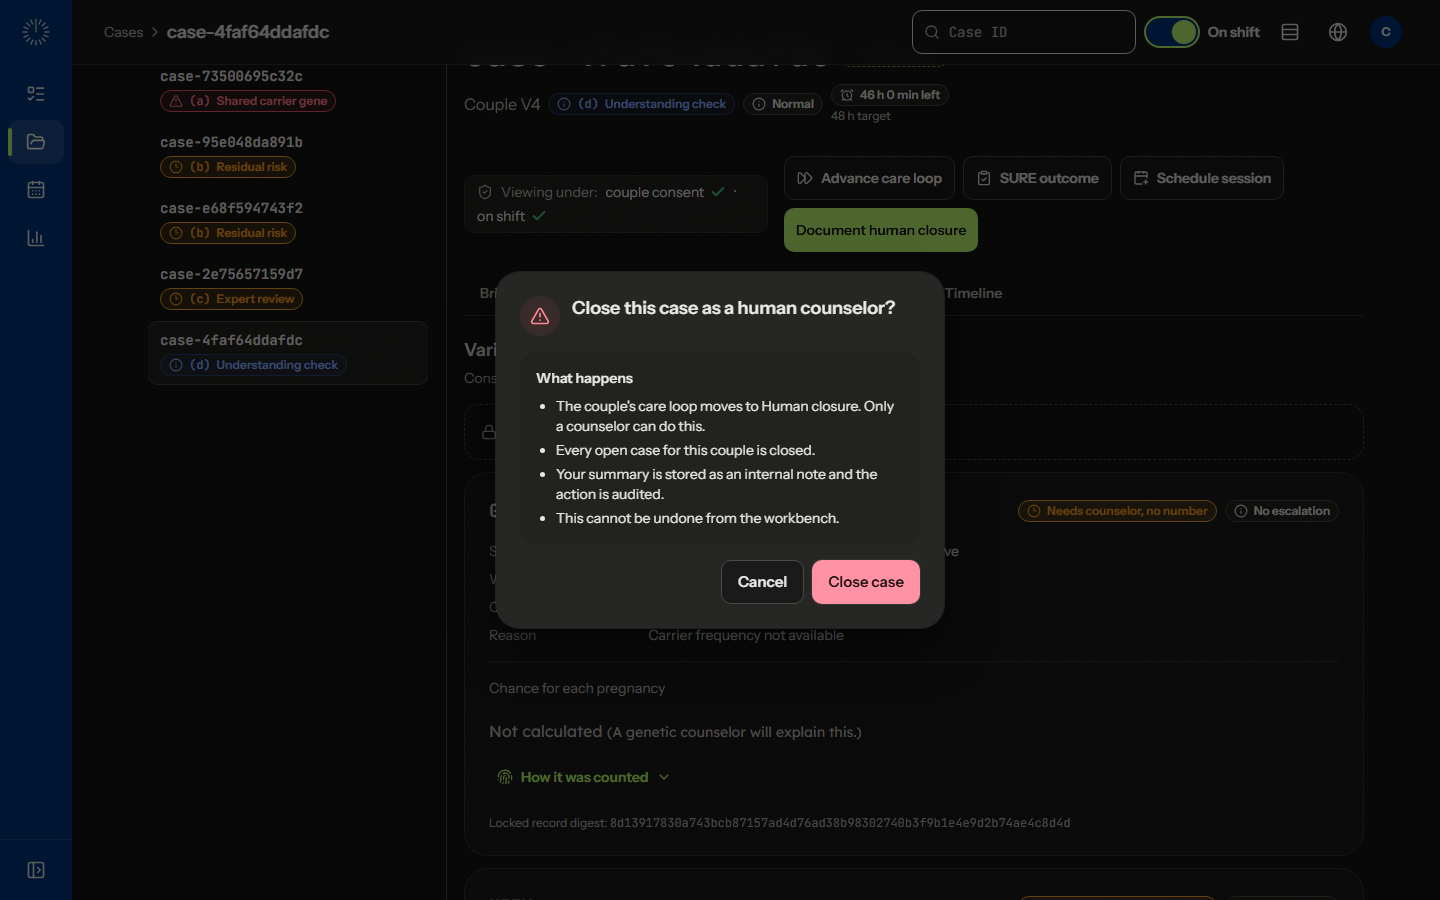 Cases > case-4faf64ddafdc
Case ID
On shift
C
case-73500695c32c
(a) Shared carrier gene
case-95e048da891b
(b) Residual risk
case-e68f594743f2
(b) Residual risk
case-2e75657159d7
(c) Expert review
case-4faf64ddafdc
(d) Understanding check
Couple V4
(d) Understanding check
Normal
46 h 0 min left
48 h target
Viewing under: couple consent ·
on shift
Advance care loop
SURE outcome
Schedule session
Document human closure
Timeline
Close this case as a human counselor?
What happens
The couple's care loop moves to Human closure. Only
a counselor can do this.
Every open case for this couple is closed.
Your summary is stored as an internal note and the
action is audited.
This cannot be undone from the workbench.
Cancel
Close case
Needs counselor, no number
No escalation
Reason
Carrier frequency not available
Chance for each pregnancy
Not calculated (A genetic counselor will explain this.)
How it was counted
Locked record digest: 8d13917830a743bcb87157ad4d76ad38b98302740b3f9b1e4e9d2b74ae4c8d4d